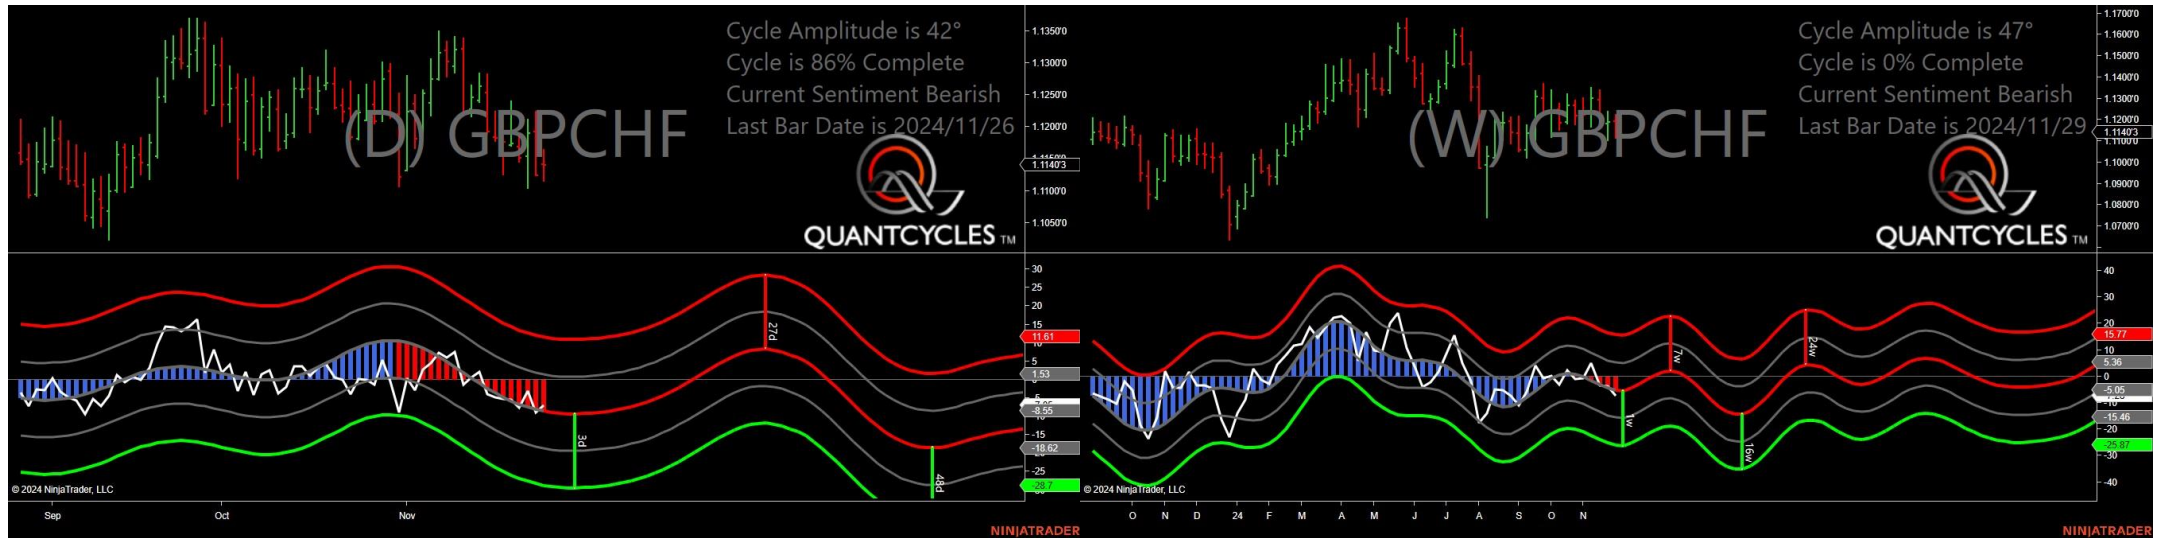 Cycle Amplitude is 42°
Cycle is 86% Complete
Current Sentiment Bearish
Last Bar Date is 2024/11/26
(D) GBPCHF
QUANTCYCLES TM
1.1350'0
1.1300'0
1.1250'0
1.1200'0
1.1140'3
1.1100'0
1.1050'0
30
25
20
15
11.61
10
5
1.53
-8.55
-15
-18.62
-25
-28.7
27d
3d
48d
© 2024 NinjaTrader, LLC
Sep
Oct
Nov
NINJATRADER
Cycle Amplitude is 47°
Cycle is 0% Complete
Current Sentiment Bearish
Last Bar Date is 2024/11/29
(W) GBPCHF
QUANTCYCLES TM
1.1700'0
1.1600'0
1.1500'0
1.1400'0
1.1300'0
1.1200'0
1.1140'3
1.1100'0
1.1000'0
1.0900'0
1.0800'0
1.0700'0
40
30
20
15.77
10
5.36
0
-5.05
-15.46
-20
-25.87
-30
-40
7w
24w
1w
16w
© 2024 NinjaTrader, LLC
O
N
D
24
F
M
A
M
J
J
A
S
O
N
NINJATRADER